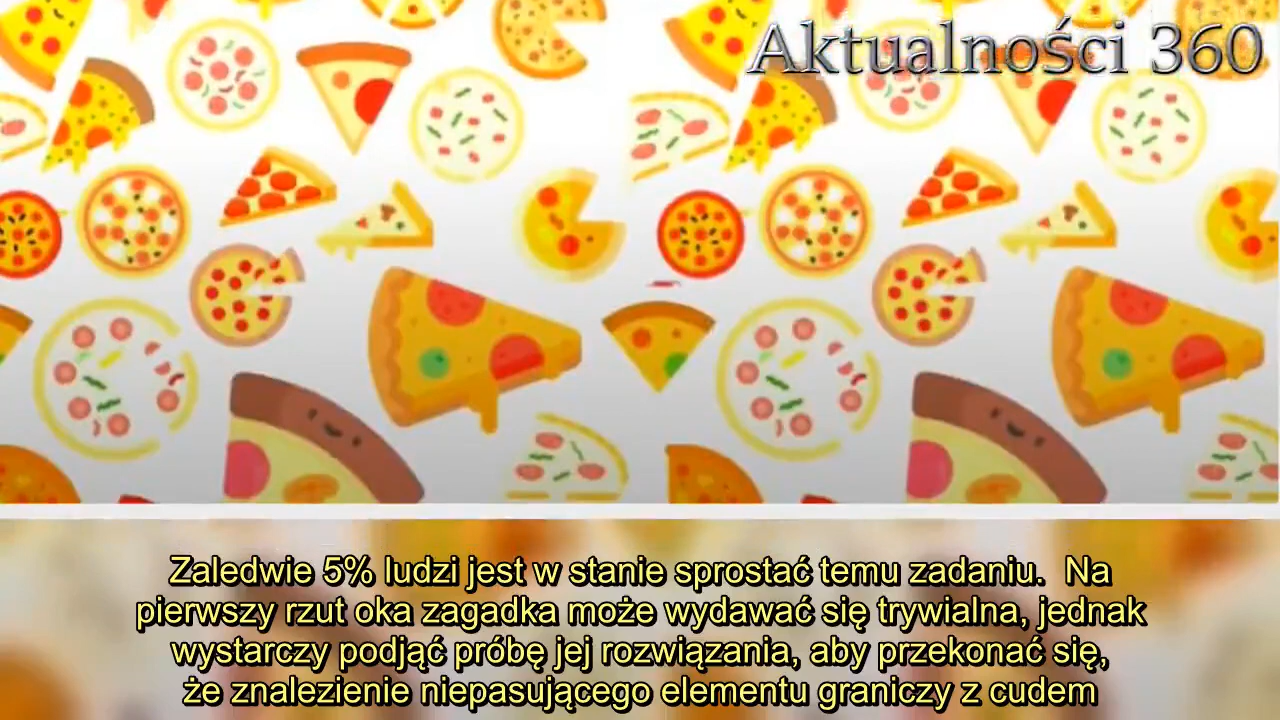 Aktualności 360
Zaledwie 5% ludzi jest w stanie sprostać temu zadaniu. Na
pierwszy rzut oka zagadka może wydawać się trywialna, jednak
wystarczy podjąć próbę jej rozwiązania, aby przekonać się,
że znalezienie niepasującego elementu graniczy z cudem